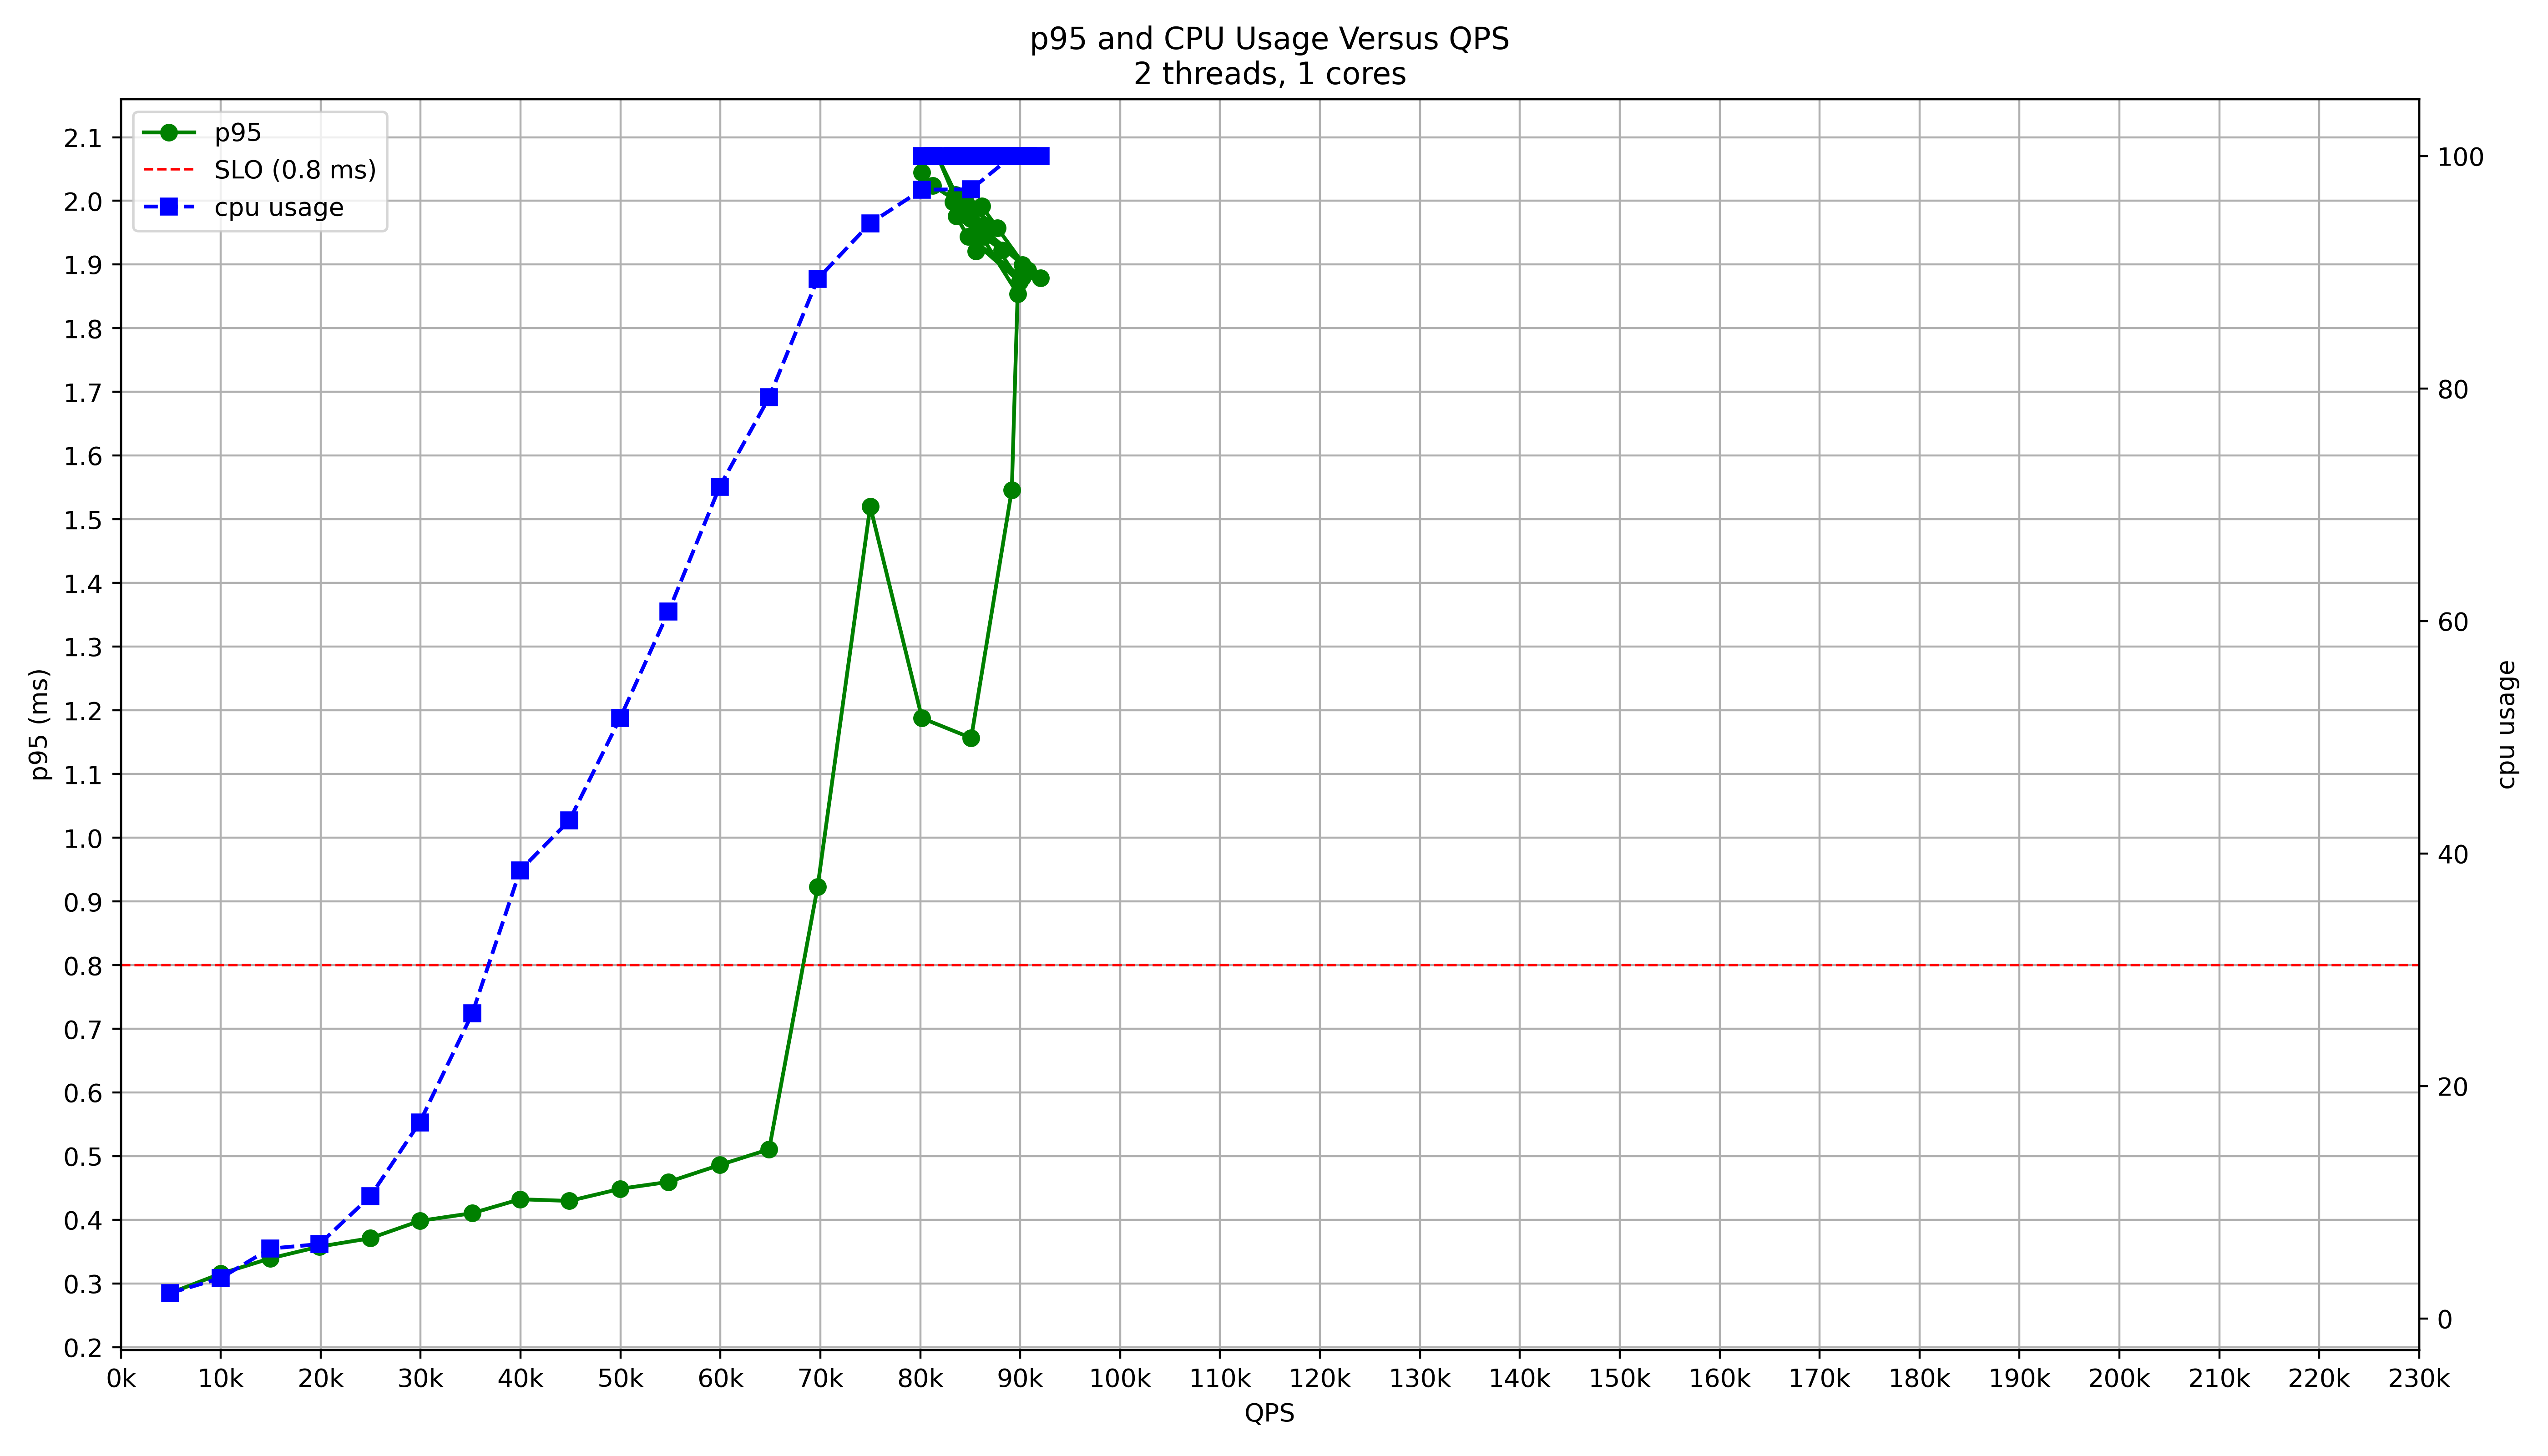 p95 and CPU Usage Versus QPS
2 threads, 1 cores
p95
SLO (0.8 ms)
cpu usage
2.1
2.0
1.9
1.8
1.7
1.6
1.5
1.4
1.3
1.2
1.1
1.0
0.9
0.8
0.7
0.6
0.5
0.4
0.3
0.2
p95 (ms)
100
80
60
40
20
0
cpu usage
0k 10k 20k 30k 40k 50k 60k 70k 80k 90k 100k 110k 120k 130k 140k 150k 160k 170k 180k 190k 200k 210k 220k 230k
QPS